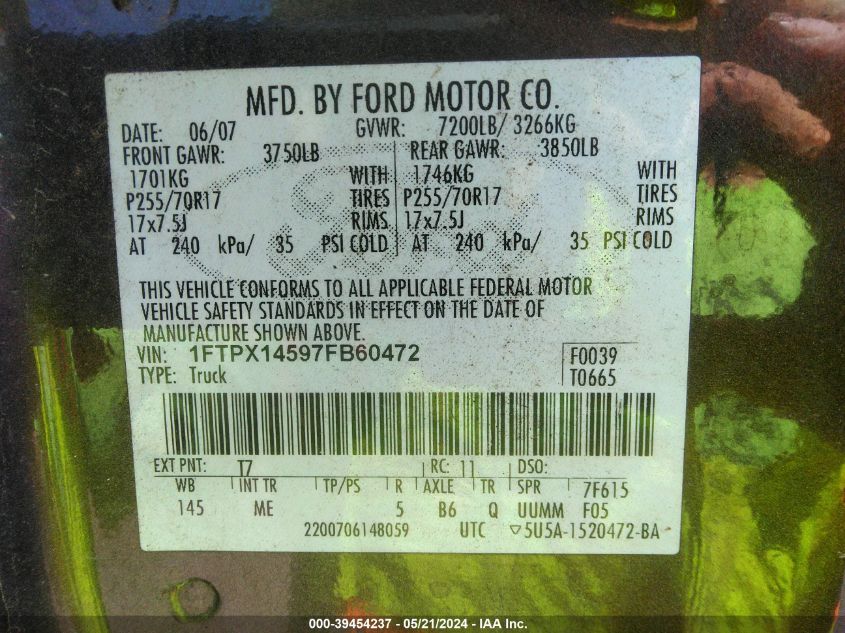 MFD. BY FORD MOTOR CO.
DATE: 06/07 GVWR: 7200LB/ 3266KG
FRONT GAWR: 3750LB REAR GAWR: 3850LB
1701KG WITH 1746KG WITH
P255/70R17 TIRES P255/70R17 TIRES
17x7.5J RIMS 17x7.5J RIMS
AT 240 kPa/ 35 PSI COLD AT 240 kPa/ 35 PSI COLD
THIS VEHICLE CONFORMS TO ALL APPLICABLE FEDERAL MOTOR
VEHICLE SAFETY STANDARDS IN EFFECT ON THE DATE OF
MANUFACTURE SHOWN ABOVE.
VIN: 1FTPX14597FB60472 F0039
TYPE: Truck T0665
EXT PNT: T7 RC: 11 DSO:
WB INT TR TP/PS R AXLE TR SPR 7F615
145 ME 5 B6 Q UUMM F05
2200706148059 UTC ▽5U5A-1520472-BA
000-39454237 - 05/21/2024 - IAA Inc.